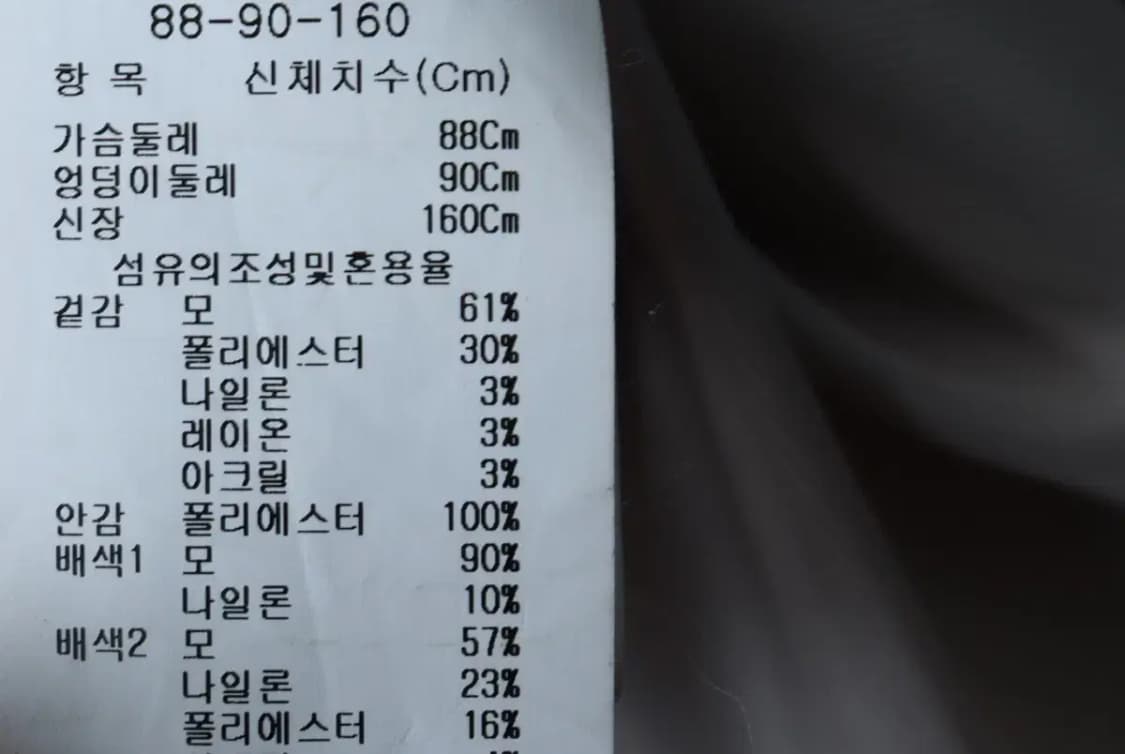 88-90-160
항 목 신체치수(Cm)
가슴둘레 88Cm
엉덩이둘레 90Cm
신장 160Cm
섬유의조성및혼용율
겉감 모 61%
폴리에스터 30%
나일론 3%
레이온 3%
아크릴 3%
안감 폴리에스터 100%
배색1 모 90%
나일론 10%
배색2 모 57%
나일론 23%
폴리에스터 16%